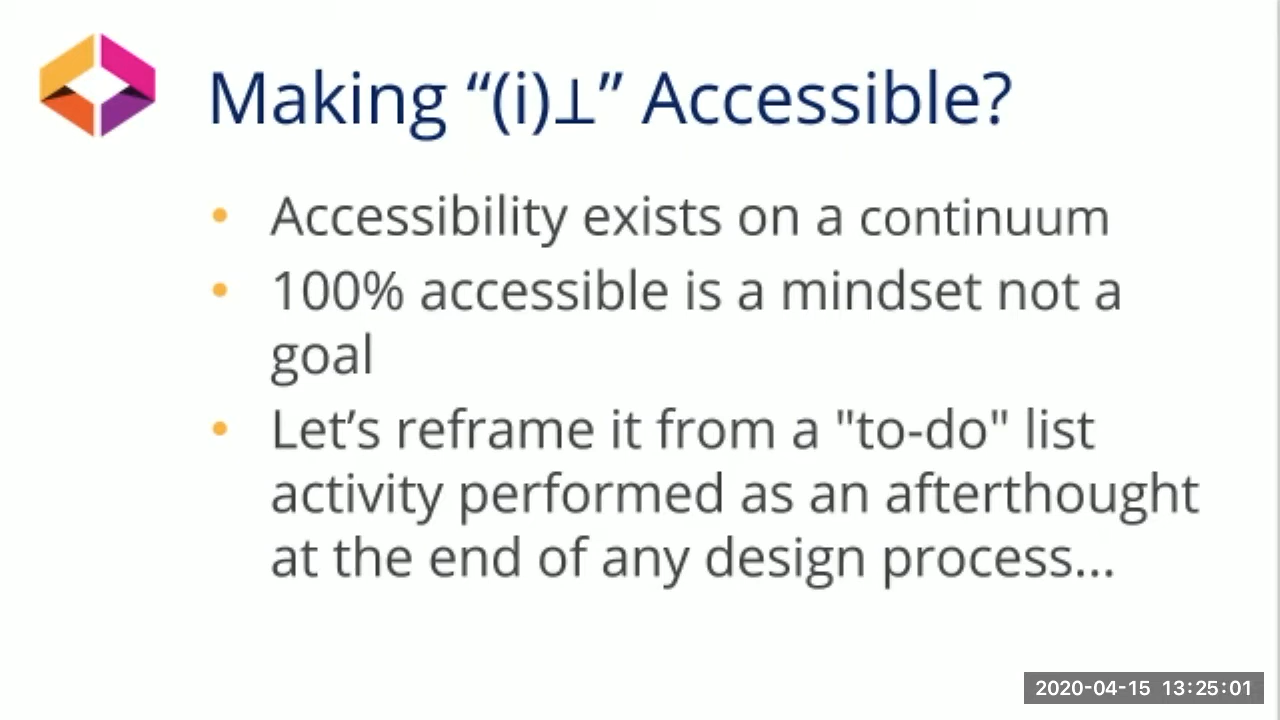 Making “(i)⊥” Accessible?
• Accessibility exists on a continuum
• 100% accessible is a mindset not a
goal
• Let’s reframe it from a "to-do" list
activity performed as an afterthought
at the end of any design process...
2020-04-15 13:25:01